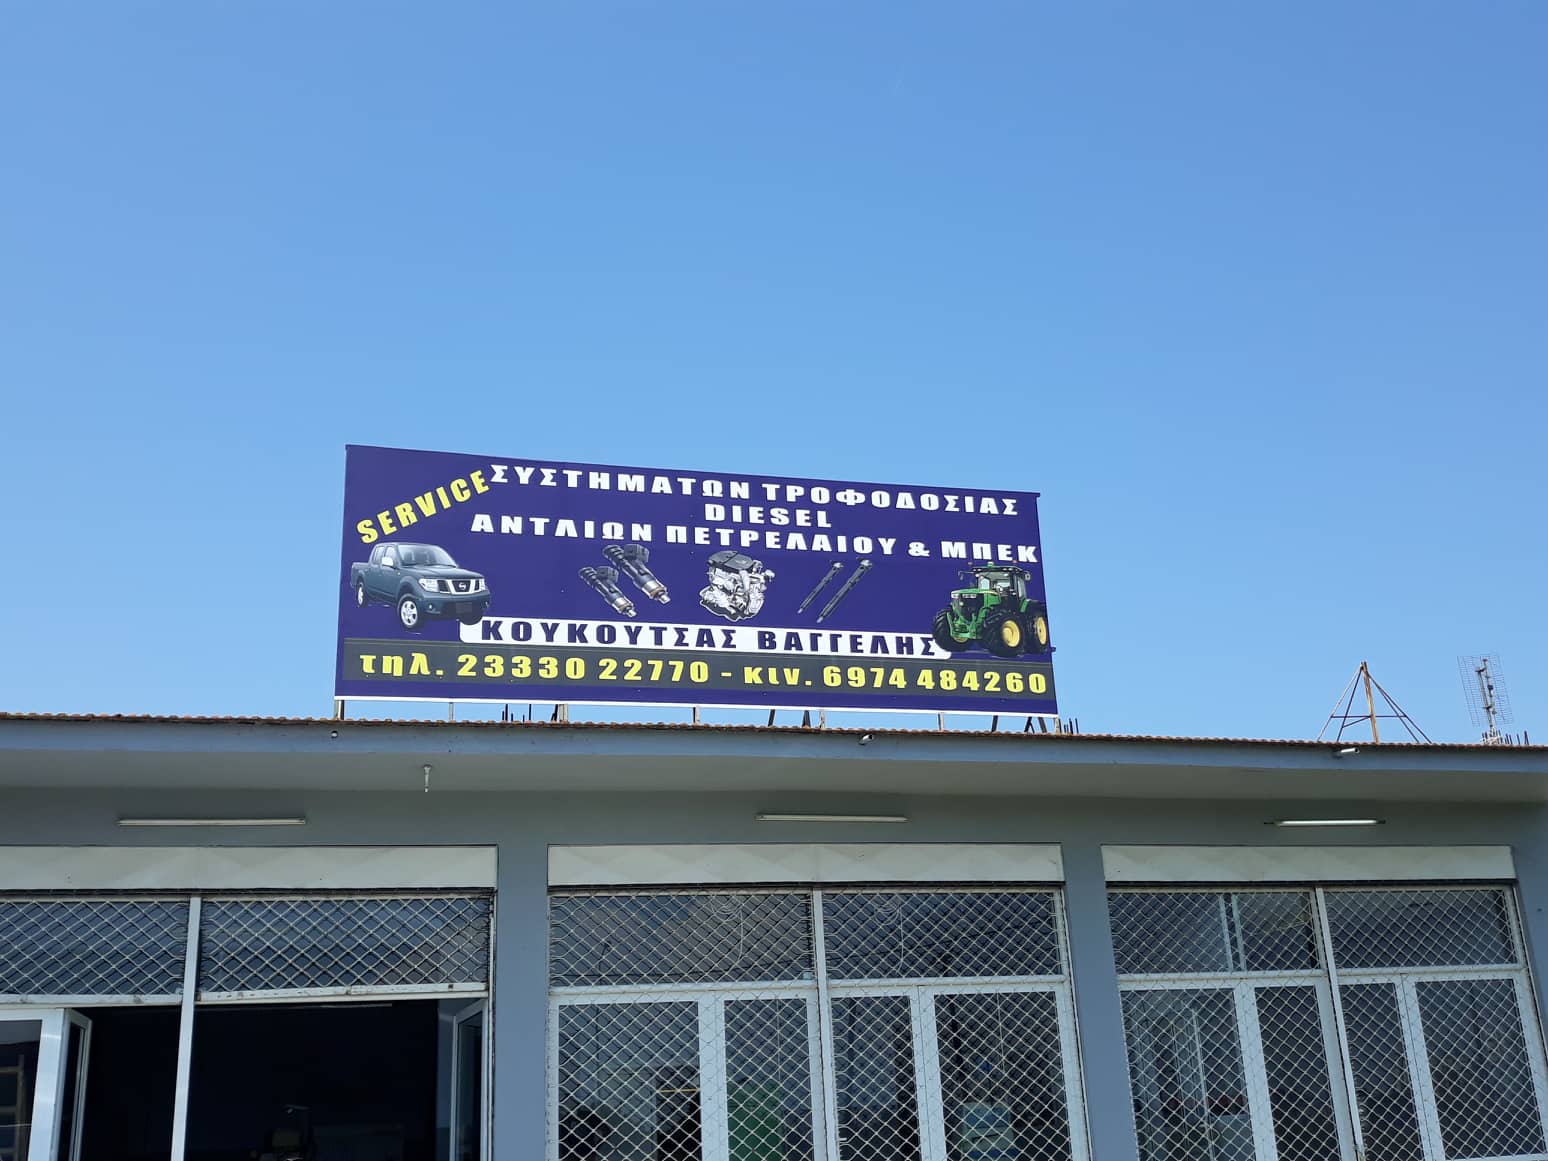 SERVICE
ΣΥΣΤΗΜΑΤΩΝ ΤΡΟΦΟΔΟΣΙΑΣ
DIESEL
ΑΝΤΛΙΩΝ ΠΕΤΡΕΛΑΙΟΥ & ΜΠΕΚ
ΚΟΥΚΟΥΤΣΑΣ ΒΑΓΓΕΛΗΣ
τηλ. 23330 22770 - κιν. 6974 484260